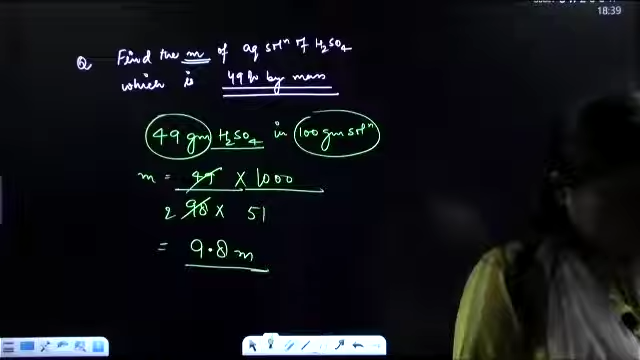 18:39
Q Find the m of aq solⁿ of H₂SO₄
which is 49% by mass
49 gm H₂SO₄ in 100 gm solⁿ
m = 49 × 1000
2 98 × 51
= 9.8 m